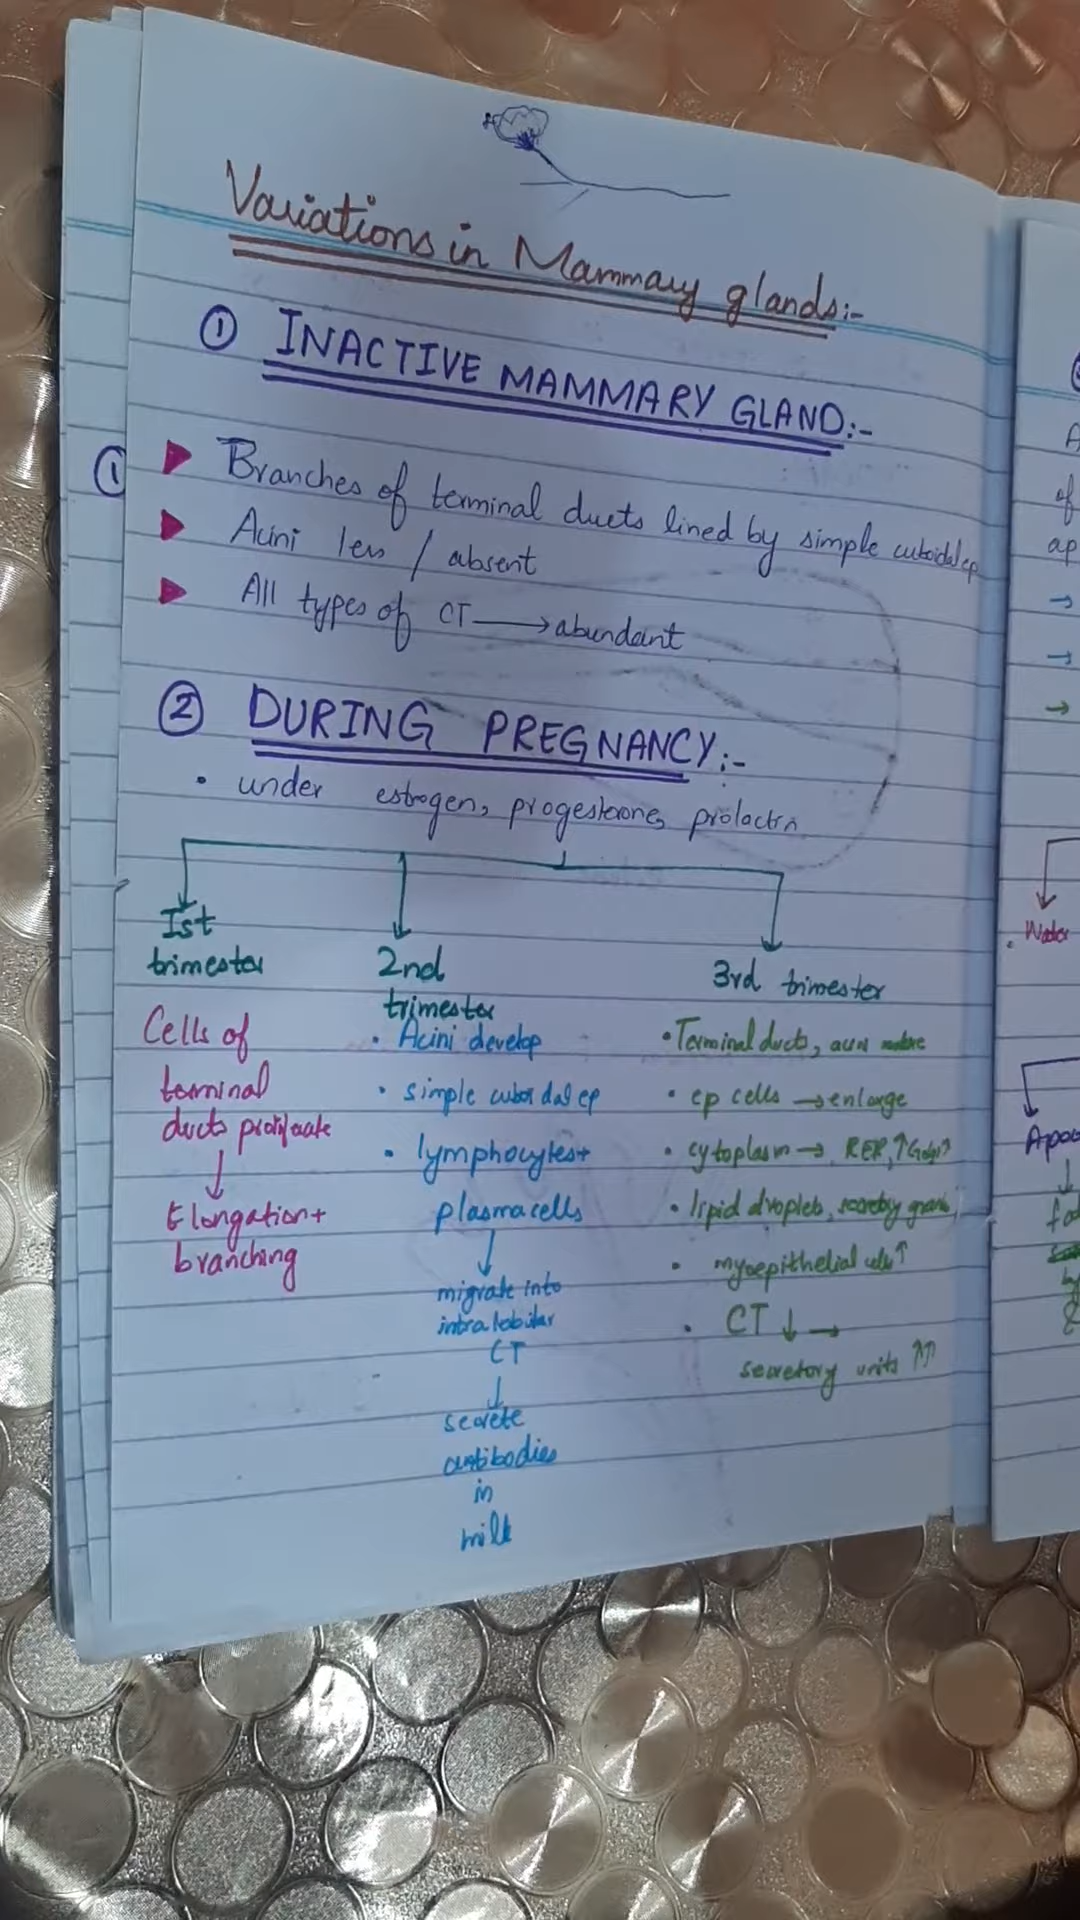 Variations in Mammary glands:-
① INACTIVE MAMMARY GLAND:-
① ▶ Branches of terminal ducts lined by simple cuboidal ep
▶ Acini less / absent
▶ All types of CT → abundant
② DURING PREGNANCY:-
• under estrogen, progesterone, prolactin
Ist
trimester
Cells of
terminal
ducts proliferate
↓
Elongation+
branching
2nd
trimester
• Acini develop
• simple cuboidal ep
• lymphocytes+
plasma cells
↓
migrate into
intralobular
CT
↓
secrete
antibodies
in
milk
3rd trimester
• Terminal ducts, acini mature
• ep cells → enlarge
• cytoplasm → RER,↑Golgi↑
• lipid droplets, secretory
• myoepithelial cells↑
• CT ↓ →
secretory units ↑↑
of
ap
→
→
→
• Water
↓
&